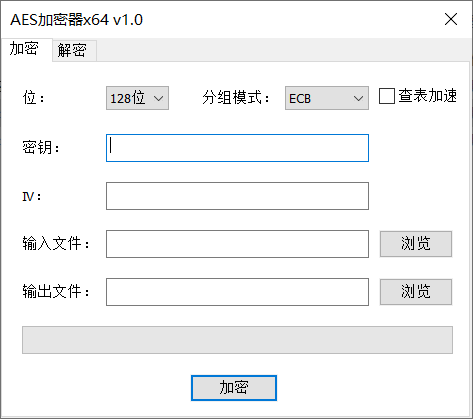 AES加密器x64 v1.0
加密 解密
位： 128位 分组模式： ECB 查表加速
密钥：
IV：
输入文件： 浏览
输出文件： 浏览
加密